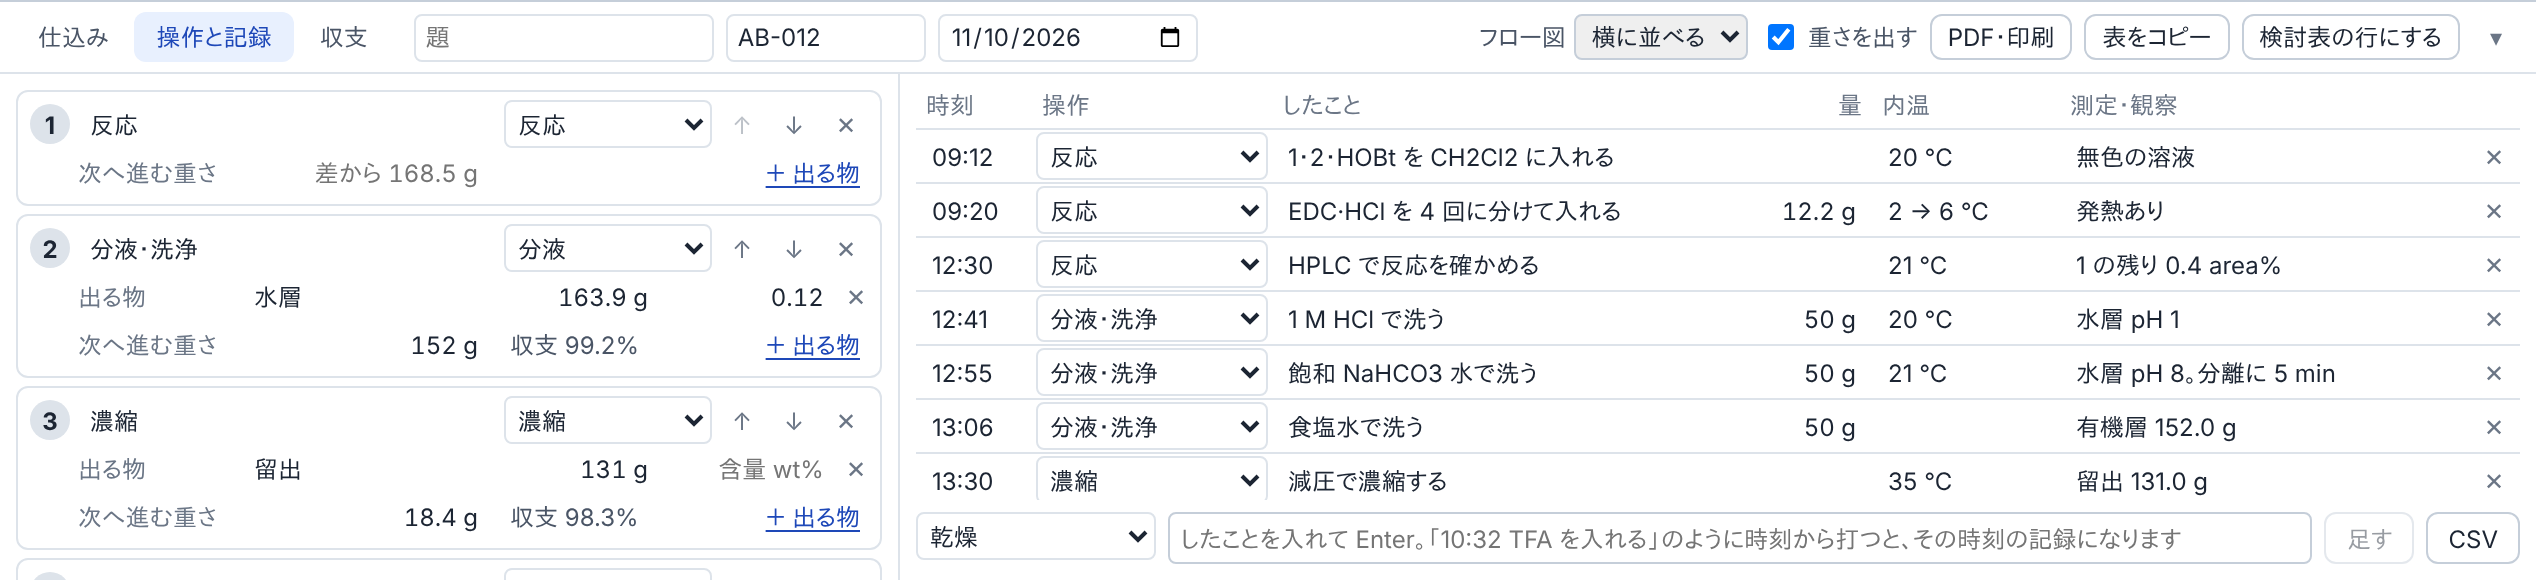 仕込み 操作と記録 収支 題 AB-012 11/10/2026 フロー図 横に並べる 重さを出す PDF・印刷 表をコピー 検討表の行にする ▼
1 反応 反応 ↑ ↓ ×
次へ進む重さ 差から 168.5 g ＋ 出る物
2 分液・洗浄 分液 ↑ ↓ ×
出る物 水層 163.9 g 0.12 ×
次へ進む重さ 152 g 収支 99.2% ＋ 出る物
3 濃縮 濃縮 ↑ ↓ ×
出る物 留出 131 g 含量 wt% ×
次へ進む重さ 18.4 g 収支 98.3% ＋ 出る物
時刻 操作 したこと 量 内温 測定・観察
09:12 反応 1・2・HOBt を CH2Cl2 に入れる 20 °C 無色の溶液 ×
09:20 反応 EDC·HCl を 4 回に分けて入れる 12.2 g 2 → 6 °C 発熱あり ×
12:30 反応 HPLC で反応を確かめる 21 °C 1 の残り 0.4 area% ×
12:41 分液・洗浄 1 M HCl で洗う 50 g 20 °C 水層 pH 1 ×
12:55 分液・洗浄 飽和 NaHCO3 水で洗う 50 g 21 °C 水層 pH 8。分離に 5 min ×
13:06 分液・洗浄 食塩水で洗う 50 g 有機層 152.0 g ×
13:30 濃縮 減圧で濃縮する 35 °C 留出 131.0 g ×
乾燥 したことを入れて Enter。「10:32 TFA を入れる」のように時刻から打つと、その時刻の記録になります 足す CSV